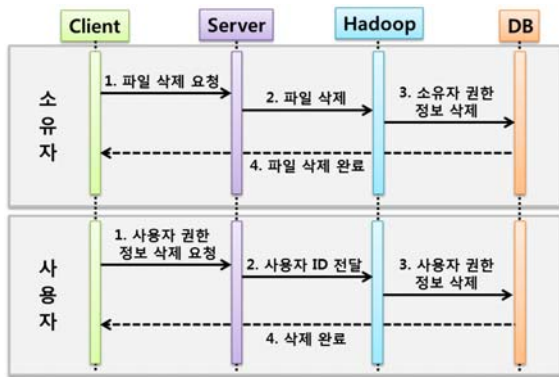 Client
Server
Hadoop
DB
소
유
자
1. 파일 삭제 요청
2. 파일 삭제
3. 소유자 권한
정보 삭제
4. 파일 삭제 완료
사
용
자
1. 사용자 권한
정보 삭제 요청
2. 사용자 ID 전달
3. 사용자 권한
정보 삭제
4. 삭제 완료